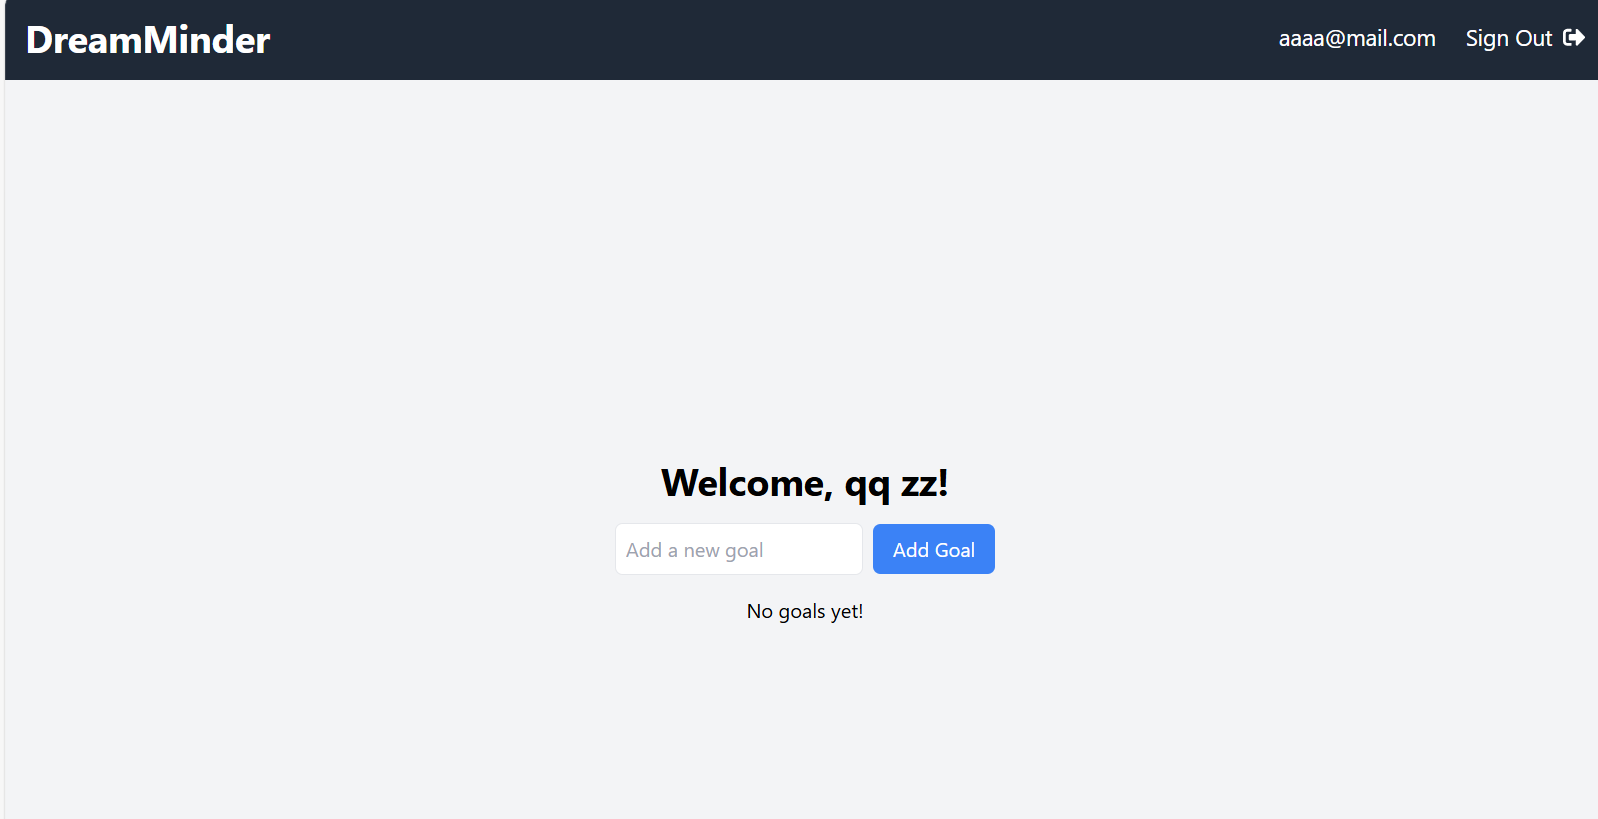 DreamMinder
aaaa@mail.com Sign Out
Welcome, qq zz!
Add a new goal Add Goal
No goals yet!